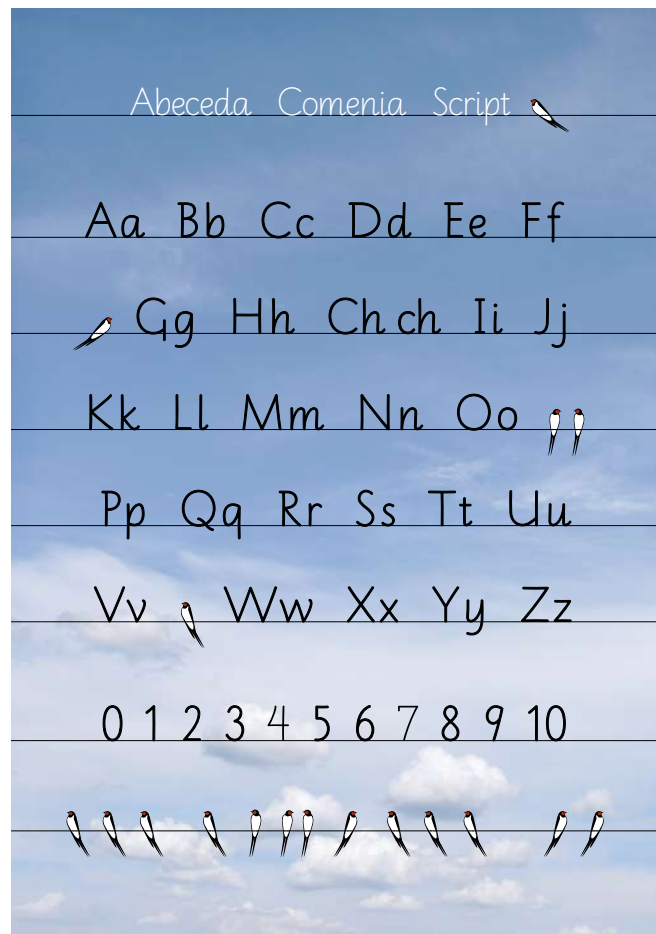 Abeceda Comenia Script
Aa Bb Cc Dd Ee Ff
Gg Hh Ch ch Ii Jj
Kk Ll Mm Nn Oo
Pp Qq Rr Ss Tt Uu
Vv Ww Xx Yy Zz
0 1 2 3 4 5 6 7 8 9 10